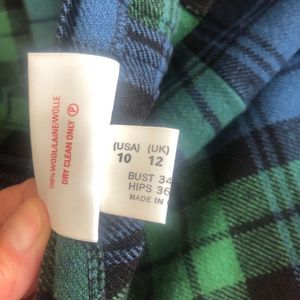 100% WOOL/LAINE/WOLLE
DRY CLEAN ONLY Ⓟ
(USA) (UK)
10 12
BUST 34
HIPS 36
MADE IN